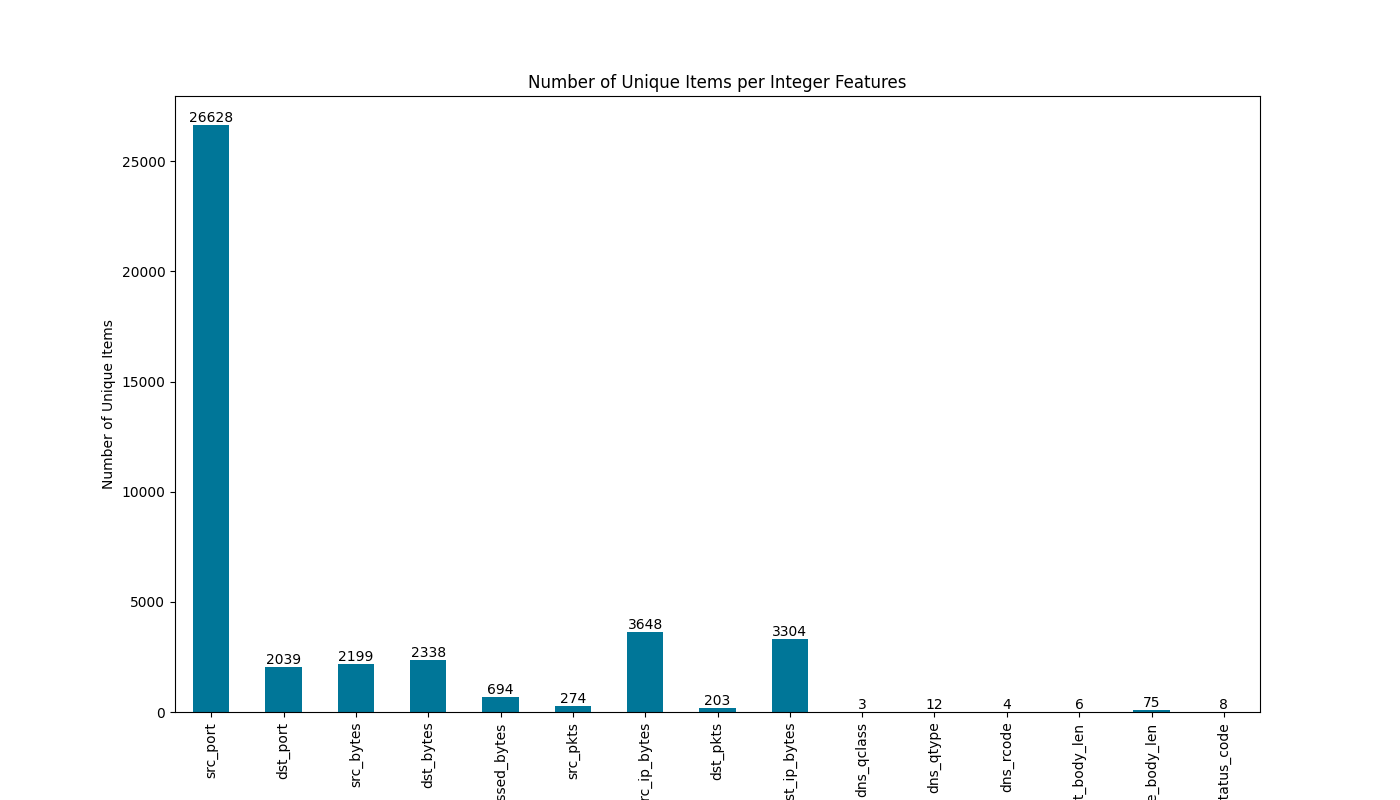 Number of Unique Items per Integer Features
Number of Unique Items
25000
20000
15000
10000
5000
0
26628
2039
2199
2338
694
274
3648
203
3304
3
12
4
6
75
8
src_port
dst_port
src_bytes
dst_bytes
ssed_bytes
src_pkts
rc_ip_bytes
dst_pkts
st_ip_bytes
dns_qclass
dns_qtype
dns_rcode
t_body_len
e_body_len
tatus_code